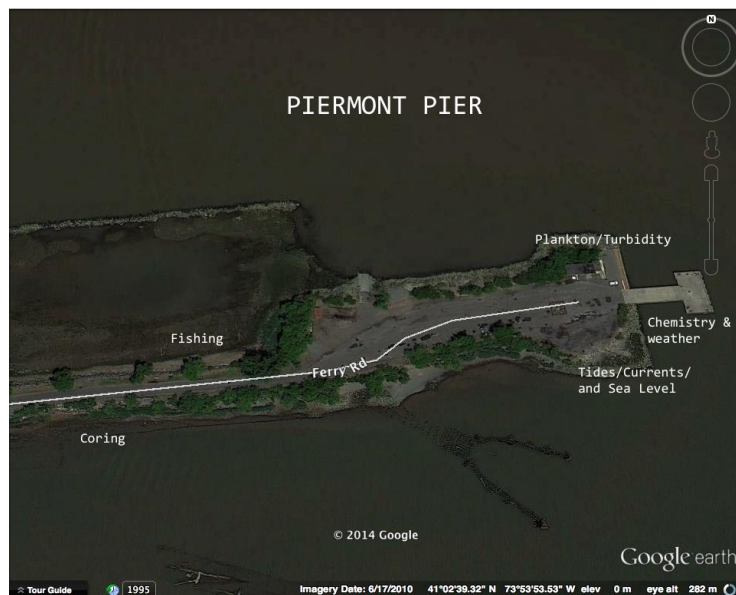 N
PIERMONT PIER
Plankton/Turbidity
Chemistry &
weather
Fishing
Ferry Rd
Tides/Currents/
and Sea Level
Coring
© 2014 Google
Google earth
Tour Guide
1995
Imagery Date: 6/17/2010 41°02'39.32" N 73°53'53.53" W elev 0 m eye alt 282 m